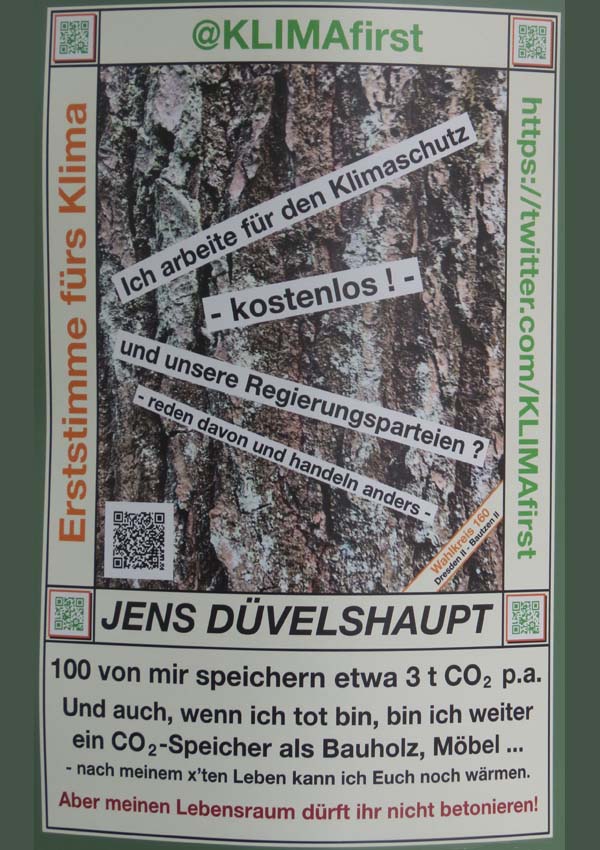 @KLIMAfirst
Erststimme fürs Klima
https://twitter.com/KLIMAfirst
Ich arbeite für den Klimaschutz
- kostenlos ! -
und unsere Regierungsparteien ?
- reden davon und handeln anders -
Wahlkreis 160
Dresden II - Bautzen II
JENS DÜVELSHAUPT
100 von mir speichern etwa 3 t CO₂ p.a.
Und auch, wenn ich tot bin, bin ich weiter
ein CO₂-Speicher als Bauholz, Möbel ...
- nach meinem x'ten Leben kann ich Euch noch wärmen.
Aber meinen Lebensraum dürft ihr nicht betonieren!